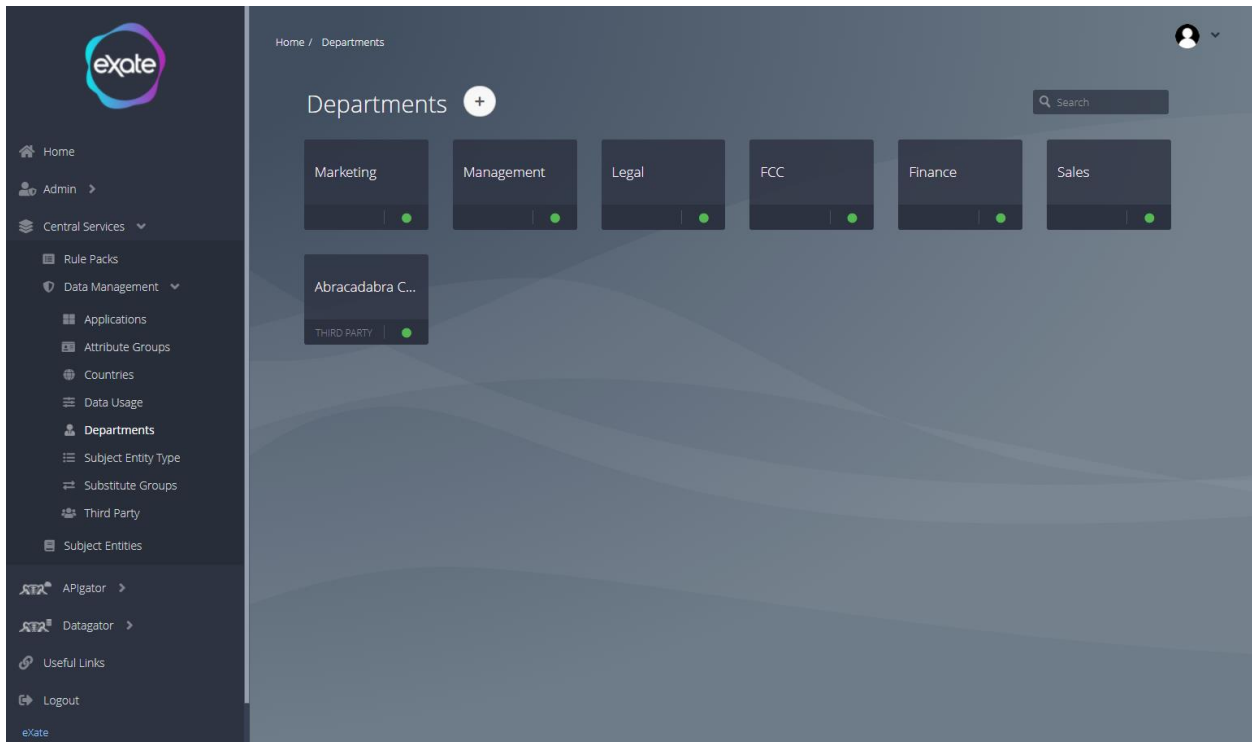 eXate
Home / Departments
Departments +
Search
Home
Admin
Central Services
Rule Packs
Data Management
Applications
Attribute Groups
Countries
Data Usage
Departments
Subject Entity Type
Substitute Groups
Third Party
Subject Entities
APIgator
Datagator
Useful Links
Logout
eXate
Marketing
Management
Legal
FCC
Finance
Sales
Abracadabra C...
THIRD PARTY